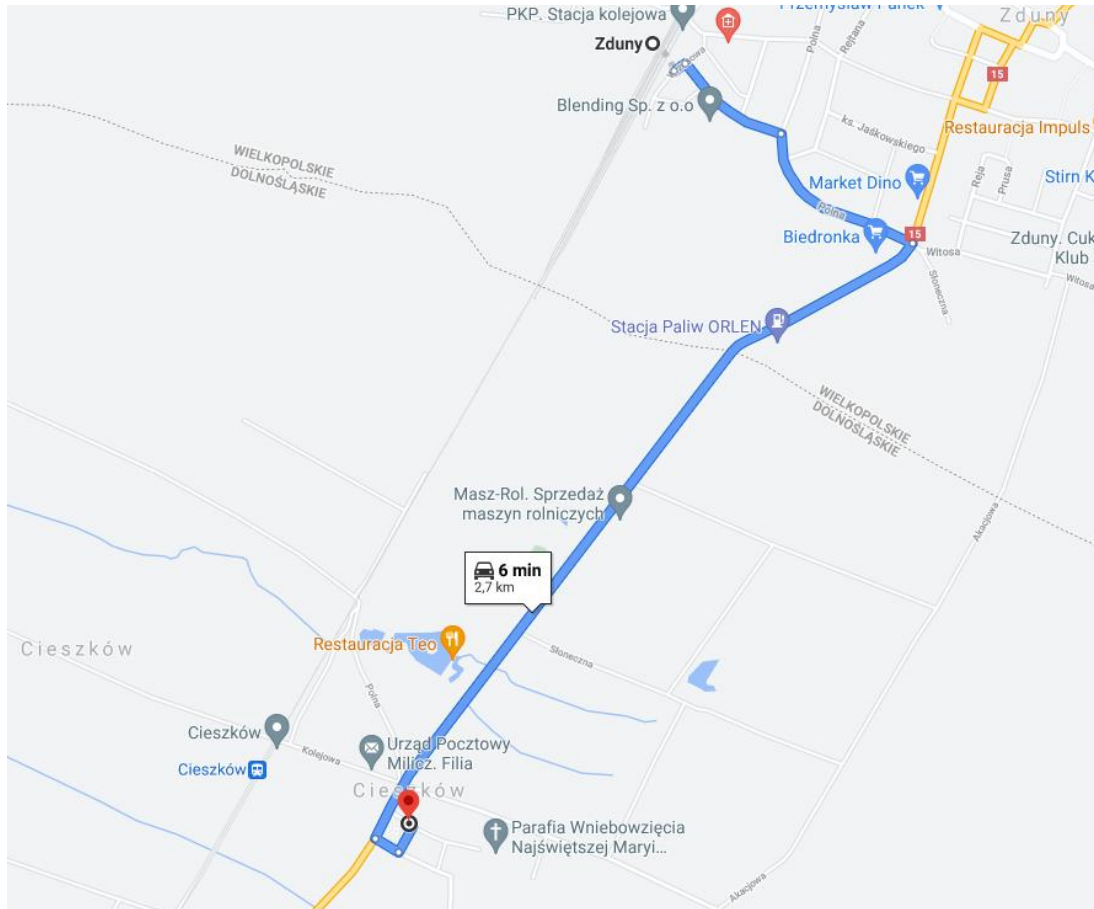 PKP. Stacja kolejowa
Zduny
Zduny
15
Polna
Rejtana
Blending Sp. z o.o
Restauracja Impuls
ks. Jaśkowskiego
WIELKOPOLSKIE
DOLNOŚLĄSKIE
Market Dino
Reja
Prusa
Stirn K
Polna
15
Biedronka
Witosa
Zduny. Cuk
Klub
Witosa
Słoneczna
Stacja Paliw ORLEN
WIELKOPOLSKIE
DOLNOŚLĄSKIE
Masz-Rol. Sprzedaż
maszyn rolniczych
Akacjowa
6 min
2,7 km
Restauracja Teo
Cieszków
Słoneczna
Polna
Cieszków
Kolejowa
Urząd Pocztowy
Milicz. Filia
Cieszków
Cieszków
Parafia Wniebowzięcia
Najświętszej Maryi...
Akacjowa